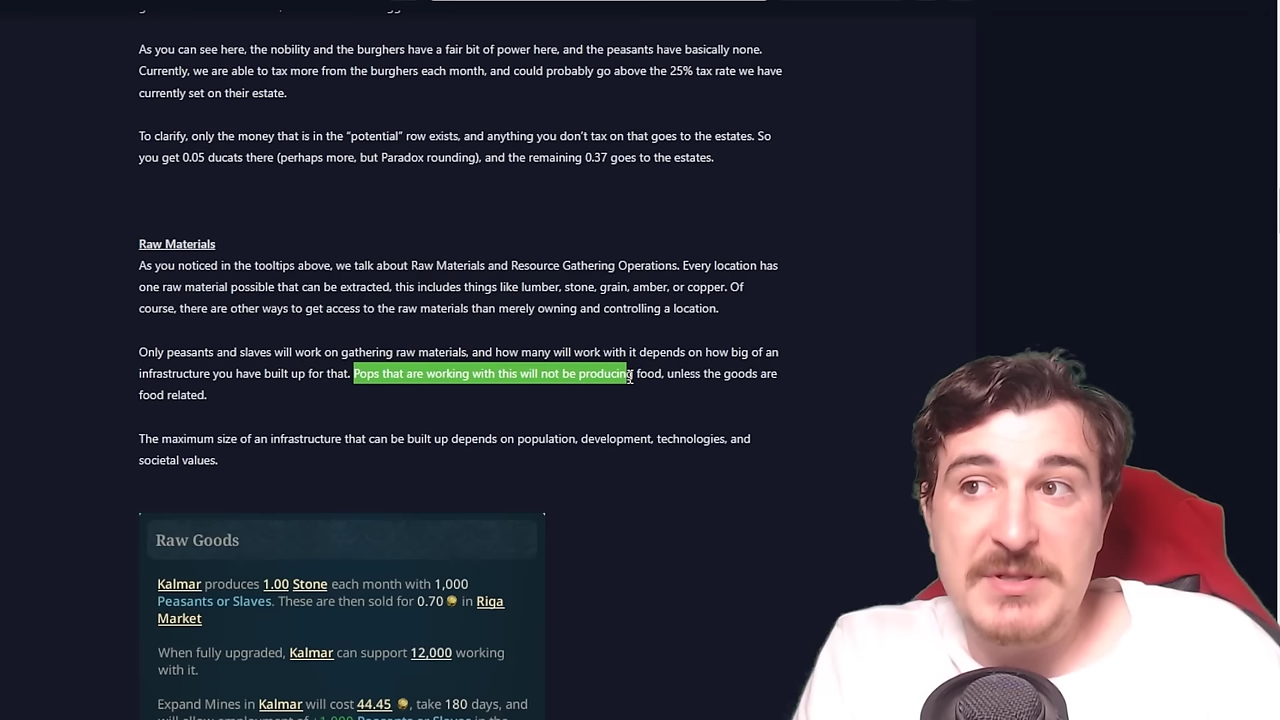 As you can see here, the nobility and the burghers have a fair bit of power here, and the peasants have basically none.
Currently, we are able to tax more from the burghers each month, and could probably go above the 25% tax rate we have
currently set on their estate.
To clarify, only the money that is in the “potential” row exists, and anything you don’t tax on that goes to the estates. So
you get 0.05 ducats there (perhaps more, but Paradox rounding), and the remaining 0.37 goes to the estates.
Raw Materials
As you noticed in the tooltips above, we talk about Raw Materials and Resource Gathering Operations. Every location has
one raw material possible that can be extracted, this includes things like lumber, stone, grain, amber, or copper. Of
course, there are other ways to get access to the raw materials than merely owning and controlling a location.
Only peasants and slaves will work on gathering raw materials, and how many will work with it depends on how big of an
infrastructure you have built up for that. Pops that are working with this will not be producing food, unless the goods are
food related.
The maximum size of an infrastructure that can be built up depends on population, development, technologies, and
societal values.
Raw Goods
Kalmar produces 1.00 Stone each month with 1,000
Peasants or Slaves. These are then sold for 0.70 in Riga
Market
When fully upgraded, Kalmar can support 12,000 working
with it.
Expand Mines in Kalmar will cost 44.45 , take 180 days, and
will allow employment of +1,000 Peasants or Slaves in the